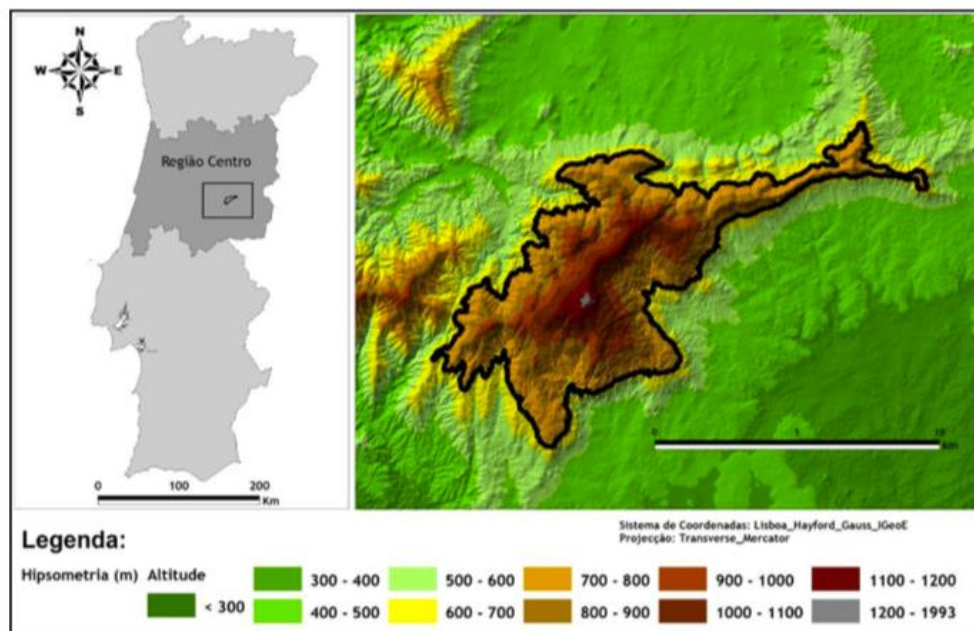 N
W E
S
Região Centro
0 100 200
Km
0 10
km
Sistema de Coordenadas: Lisboa_Hayford_Gauss_IGeoE
Projecção: Transverse_Mercator
Legenda:
Hipsometria (m) Altitude
< 300
300 - 400
400 - 500
500 - 600
600 - 700
700 - 800
800 - 900
900 - 1000
1000 - 1100
1100 - 1200
1200 - 1993